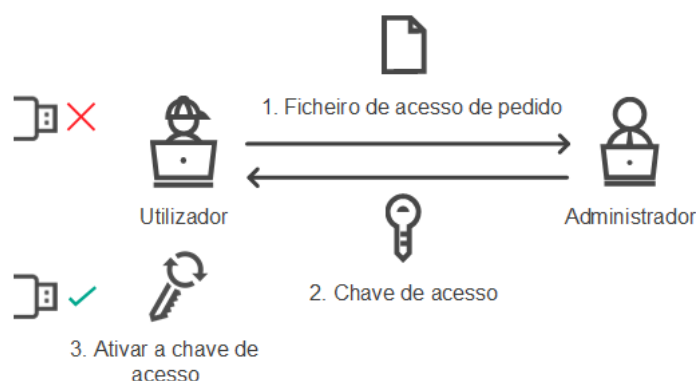 1. Ficheiro de acesso de pedido
Utilizador
Administrador
2. Chave de acesso
3. Ativar a chave de
acesso